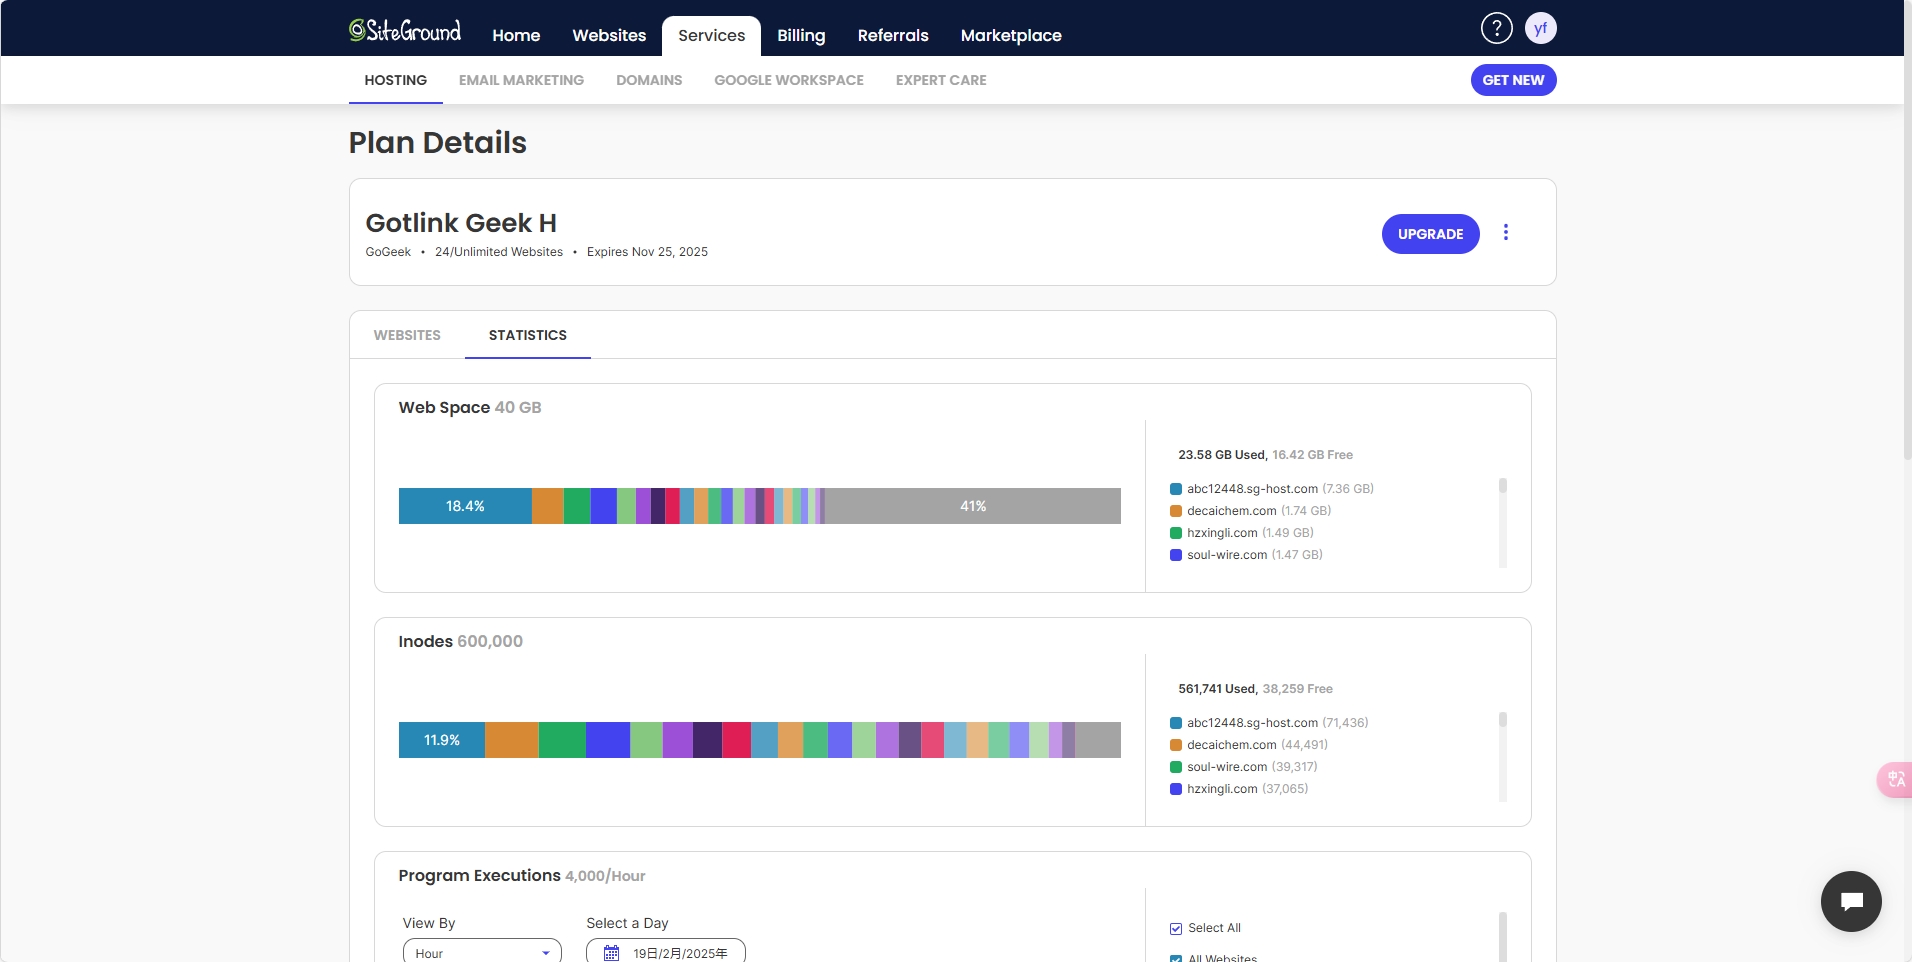 SiteGround Home Websites Services Billing Referrals Marketplace ? yf
HOSTING EMAIL MARKETING DOMAINS GOOGLE WORKSPACE EXPERT CARE GET NEW
Plan Details
Gotlink Geek H
GoGeek • 24/Unlimited Websites • Expires Nov 25, 2025
UPGRADE
WEBSITES STATISTICS
Web Space 40 GB
18.4% 41%
23.58 GB Used, 16.42 GB Free
abc12448.sg-host.com (7.36 GB)
decaichem.com (1.74 GB)
hzxingli.com (1.49 GB)
soul-wire.com (1.47 GB)
Inodes 600,000
11.9%
561,741 Used, 38,259 Free
abc12448.sg-host.com (71,436)
decaichem.com (44,491)
soul-wire.com (39,317)
hzxingli.com (37,065)
Program Executions 4,000/Hour
View By Select a Day
Hour 19日/2月/2025年
Select All
All Websites